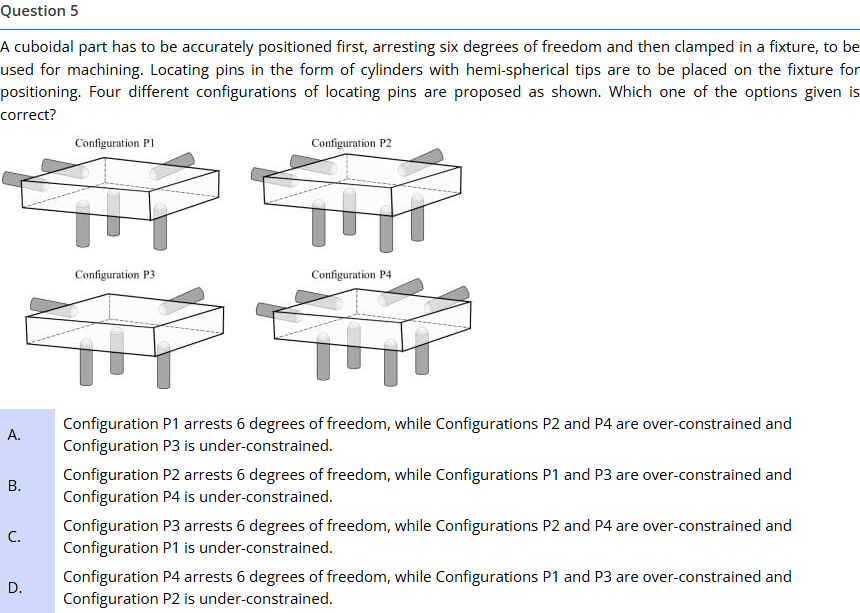 Question 5
A cuboidal part has to be accurately positioned first, arresting six degrees of freedom and then clamped in a fixture, to be
used for machining. Locating pins in the form of cylinders with hemi-spherical tips are to be placed on the fixture for
positioning. Four different configurations of locating pins are proposed as shown. Which one of the options given is
correct?
Configuration P1
Configuration P2
Configuration P3
Configuration P4
A.
Configuration P1 arrests 6 degrees of freedom, while Configurations P2 and P4 are over-constrained and
Configuration P3 is under-constrained.
B.
Configuration P2 arrests 6 degrees of freedom, while Configurations P1 and P3 are over-constrained and
Configuration P4 is under-constrained.
C.
Configuration P3 arrests 6 degrees of freedom, while Configurations P2 and P4 are over-constrained and
Configuration P1 is under-constrained.
D.
Configuration P4 arrests 6 degrees of freedom, while Configurations P1 and P3 are over-constrained and
Configuration P2 is under-constrained.